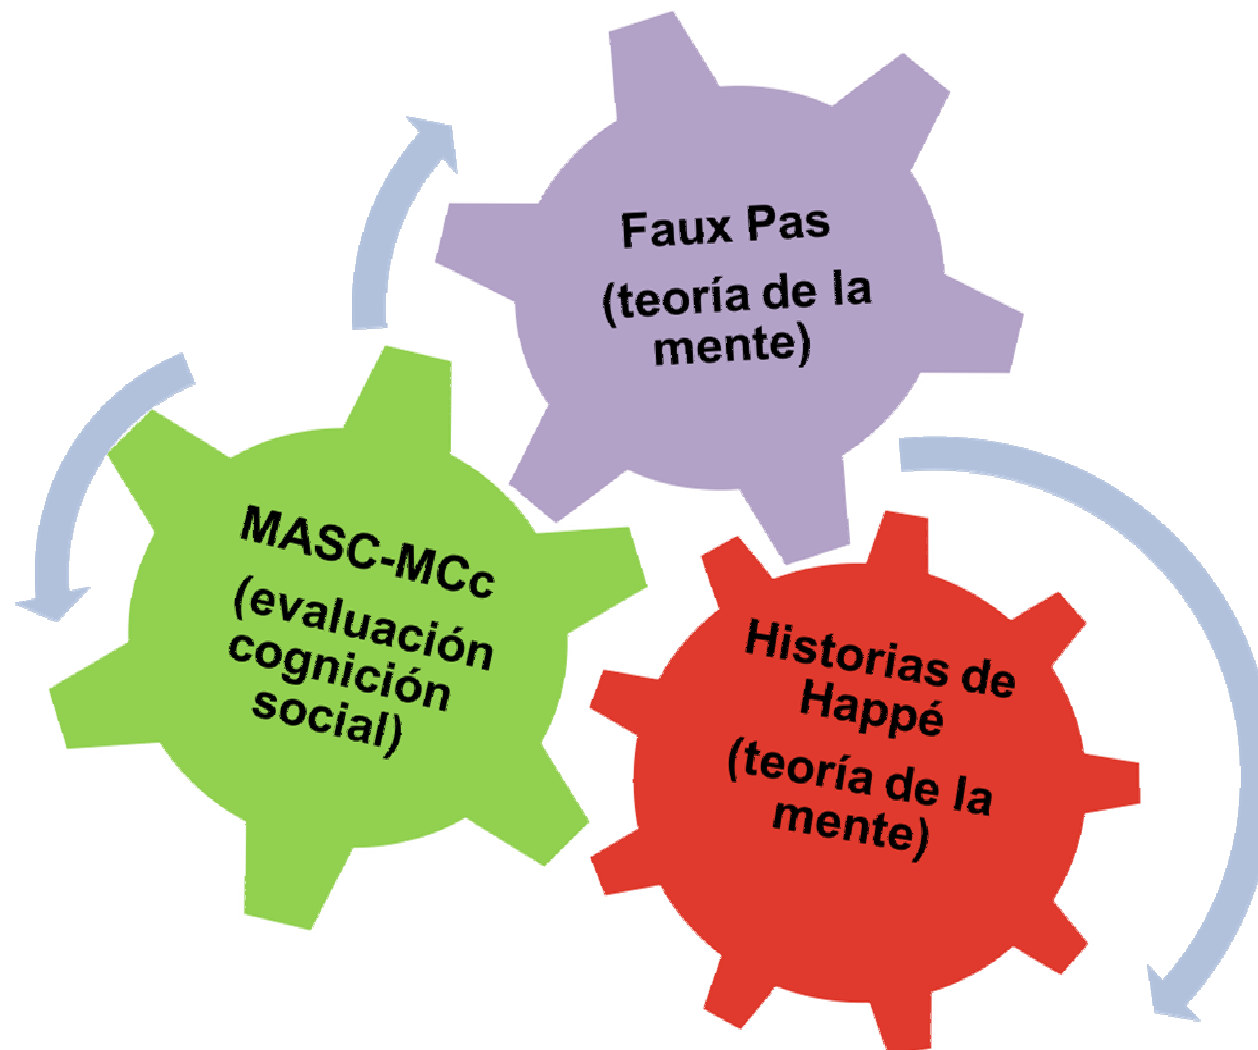 Faux Pas
(teoría de la
mente)
MASC-MCc
(evaluación
cognición
social)
Historias de
Happé
(teoría de la
mente)